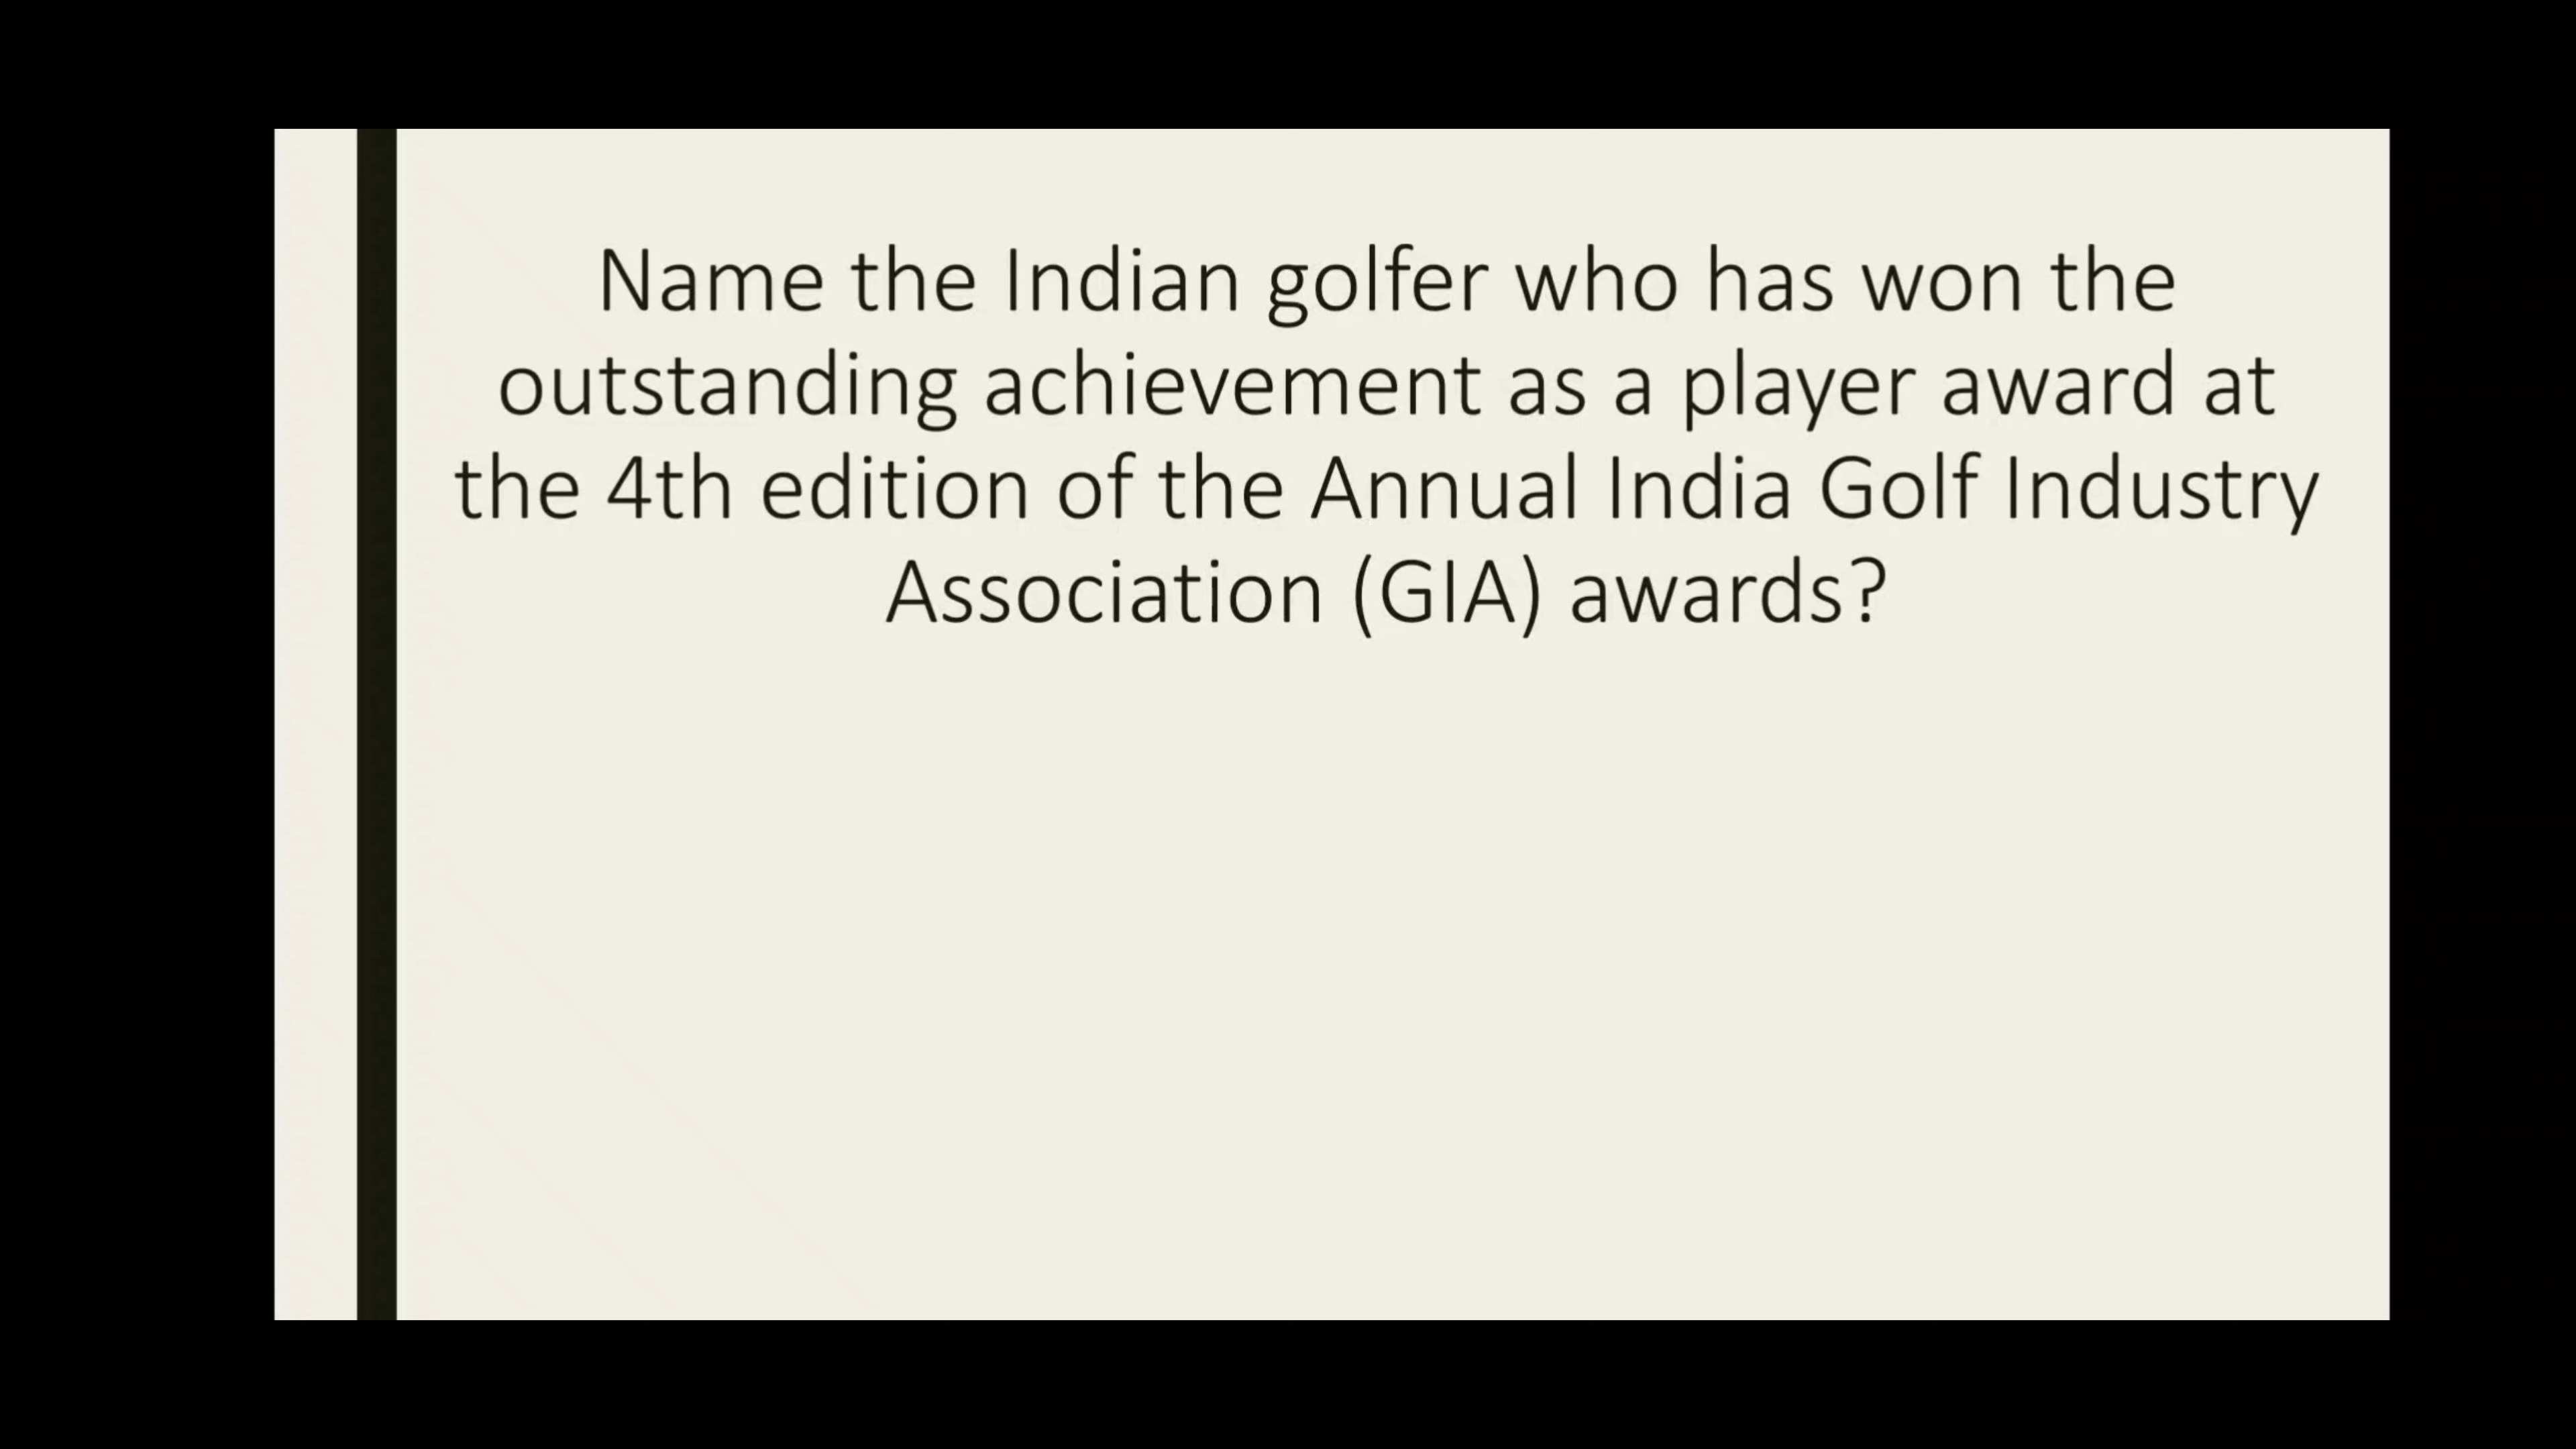 Name the Indian golfer who has won the
outstanding achievement as a player award at
the 4th edition of the Annual India Golf Industry
Association (GIA) awards?